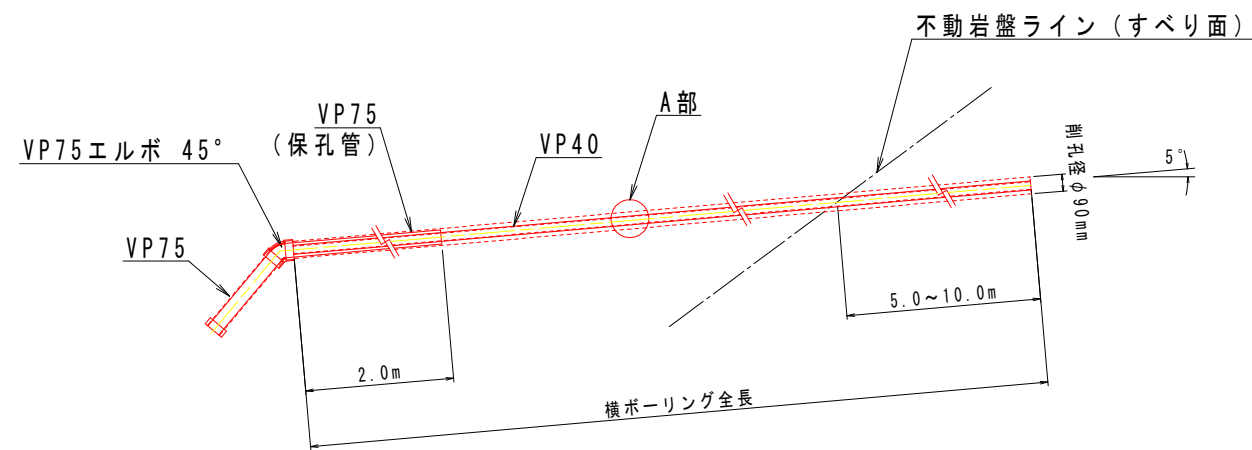 不動岩盤ライン（すべり面）
A部
VP75
（保孔管）
VP40
VP75エルボ 45°
削孔径φ90mm
5°
VP75
5.0～10.0m
2.0m
横ボーリング全長